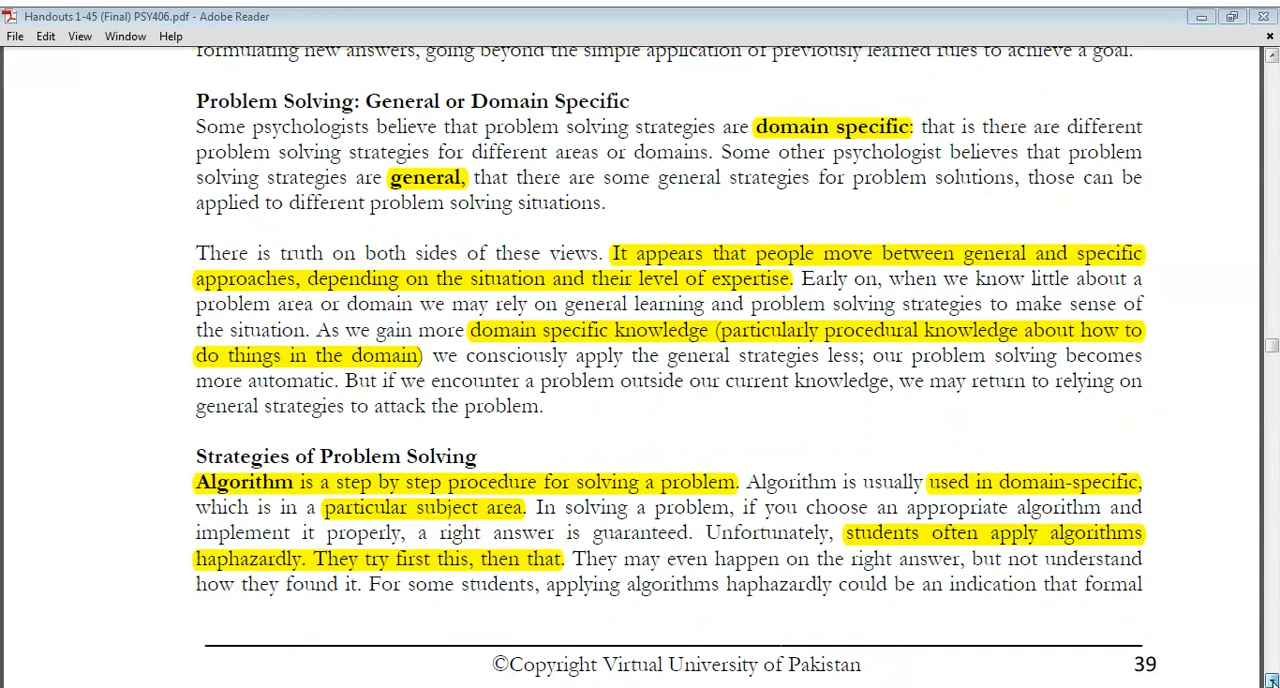 Handouts 1-45 (Final) PSY406.pdf - Adobe Reader
File Edit View Window Help
formulating new answers, going beyond the simple application of previously learned rules to achieve a goal.
Problem Solving: General or Domain Specific
Some psychologists believe that problem solving strategies are domain specific: that is there are different
problem solving strategies for different areas or domains. Some other psychologist believes that problem
solving strategies are general, that there are some general strategies for problem solutions, those can be
applied to different problem solving situations.
There is truth on both sides of these views. It appears that people move between general and specific
approaches, depending on the situation and their level of expertise. Early on, when we know little about a
problem area or domain we may rely on general learning and problem solving strategies to make sense of
the situation. As we gain more domain specific knowledge (particularly procedural knowledge about how to
do things in the domain) we consciously apply the general strategies less; our problem solving becomes
more automatic. But if we encounter a problem outside our current knowledge, we may return to relying on
general strategies to attack the problem.
Strategies of Problem Solving
Algorithm is a step by step procedure for solving a problem. Algorithm is usually used in domain-specific,
which is in a particular subject area. In solving a problem, if you choose an appropriate algorithm and
implement it properly, a right answer is guaranteed. Unfortunately, students often apply algorithms
haphazardly. They try first this, then that. They may even happen on the right answer, but not understand
how they found it. For some students, applying algorithms haphazardly could be an indication that formal
©Copyright Virtual University of Pakistan 39